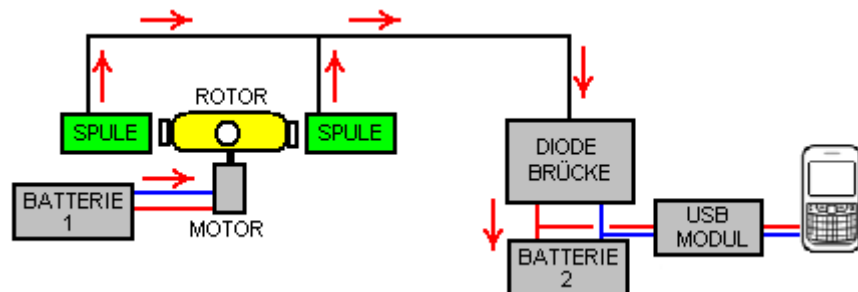 ROTOR
SPULE
SPULE
BATTERIE
1
MOTOR
DIODE
BRÜCKE
BATTERIE
2
USB
MODUL